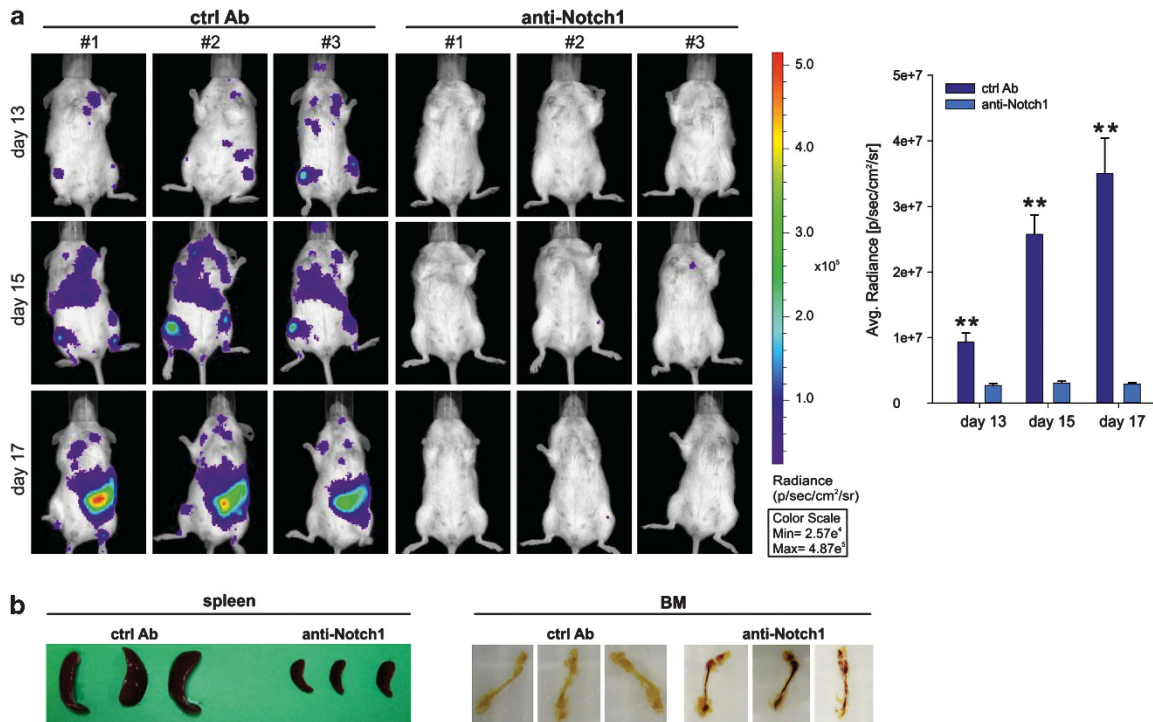 a
ctrl Ab
anti-Notch1
#1 #2 #3 #1 #2 #3
day 13
day 15
day 17
5.0
4.0
3.0
x10⁵
2.0
1.0
Radiance
(p/sec/cm²/sr)
Color Scale
Min= 2.57e⁴
Max= 4.87e⁵
ctrl Ab
anti-Notch1
Avg. Radiance [p/sec/cm²/sr]
5e+7
4e+7
3e+7
2e+7
1e+7
0
**
**
**
day 13 day 15 day 17
b
spleen
ctrl Ab anti-Notch1
BM
ctrl Ab anti-Notch1